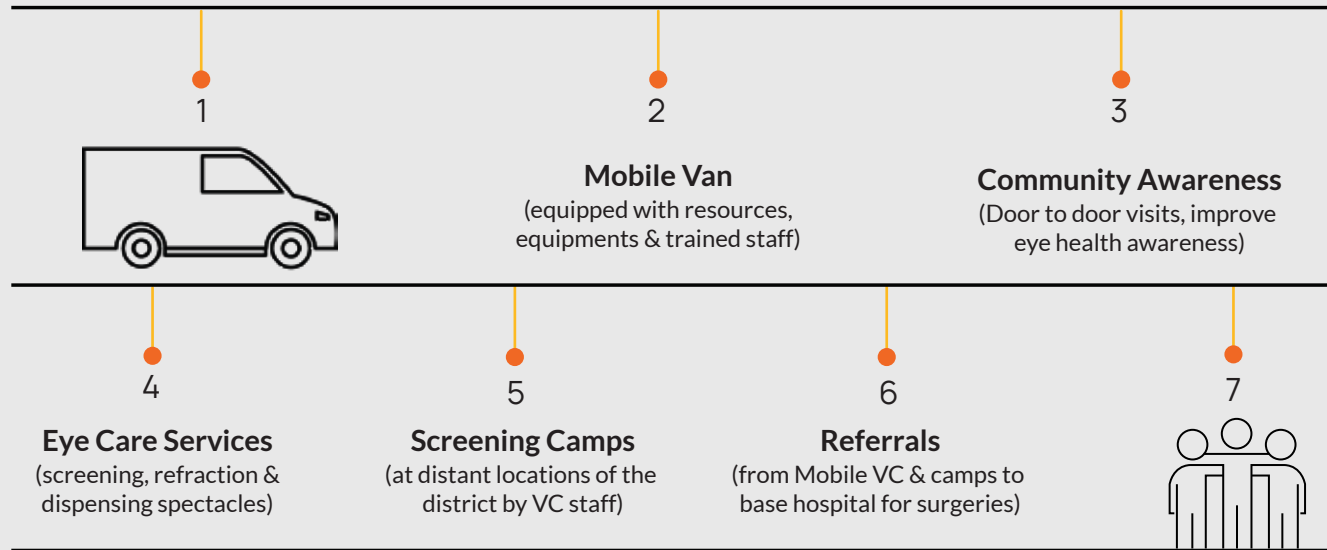 1
2
3
Mobile Van
(equipped with resources,
equipments & trained staff)
Community Awareness
(Door to door visits, improve
eye health awareness)
4
5
6
7
Eye Care Services
(screening, refraction &
dispensing spectacles)
Screening Camps
(at distant locations of the
district by VC staff)
Referrals
(from Mobile VC & camps to
base hospital for surgeries)